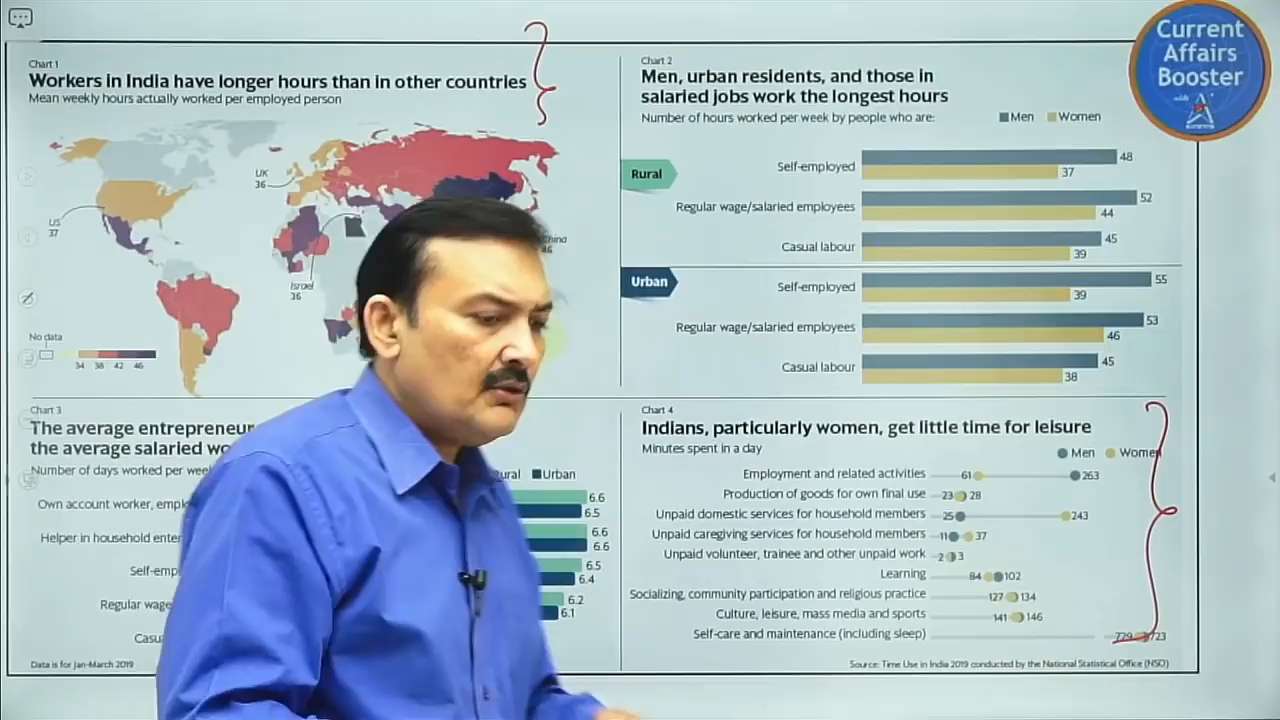 Current
Affairs
Booster
with
Chart 1
Workers in India have longer hours than in other countries
Mean weekly hours actually worked per employed person
UK
36
US
37
China
46
Israel
36
No data
34 38 42 46
Chart 2
Men, urban residents, and those in
salaried jobs work the longest hours
Number of hours worked per week by people who are:
Men Women
Rural
Self-employed 48
37
Regular wage/salaried employees 52
44
Casual labour 45
39
Urban
Self-employed 55
39
Regular wage/salaried employees 53
46
Casual labour 45
38
Chart 3
The average entrepreneur
the average salaried
Number of days worked per
Urban
Own account worker, 6.6
6.5
Helper in household 6.6
6.6
6.5
6.4
Regular 6.2
6.1
Data is for Jan-March 2019
Chart 4
Indians, particularly women, get little time for leisure
Minutes spent in a day
Men Women
Employment and related activities 61 263
Production of goods for own final use 23 28
Unpaid domestic services for household members 25 243
Unpaid caregiving services for household members 11 37
Unpaid volunteer, trainee and other unpaid work 2 3
Learning 84 102
Socializing, community participation and religious practice 127 134
Culture, leisure, mass media and sports 141 146
Self-care and maintenance (including sleep) 729 723
Source: Time Use in India 2019 conducted by the National Statistical Office (NSO)